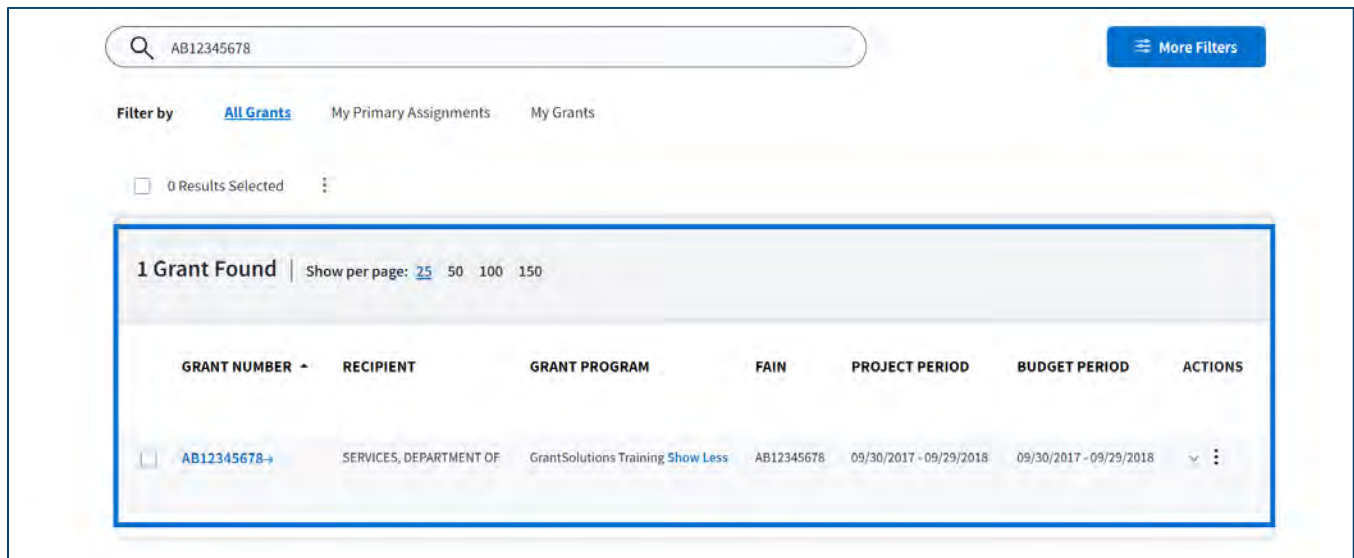 AB12345678
More Filters
Filter by All Grants My Primary Assignments My Grants
0 Results Selected
1 Grant Found | Show per page: 25 50 100 150
GRANT NUMBER RECIPIENT GRANT PROGRAM FAIN PROJECT PERIOD BUDGET PERIOD ACTIONS
AB12345678→ SERVICES, DEPARTMENT OF GrantSolutions Training Show Less AB12345678 09/30/2017 - 09/29/2018 09/30/2017 - 09/29/2018